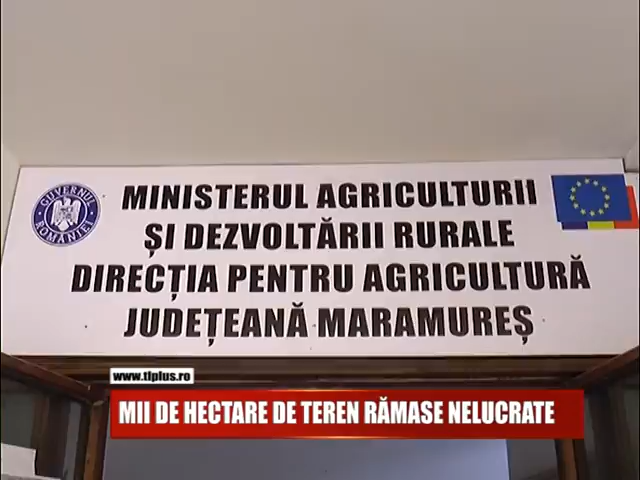 MINISTERUL AGRICULTURII
ȘI DEZVOLTĂRII RURALE
DIRECȚIA PENTRU AGRICULTURĂ
JUDEȚEANĂ MARAMUREȘ
GUVERNUL
ROMÂNIEI
www.tlplus.ro
MII DE HECTARE DE TEREN RĂMASE NELUCRATE